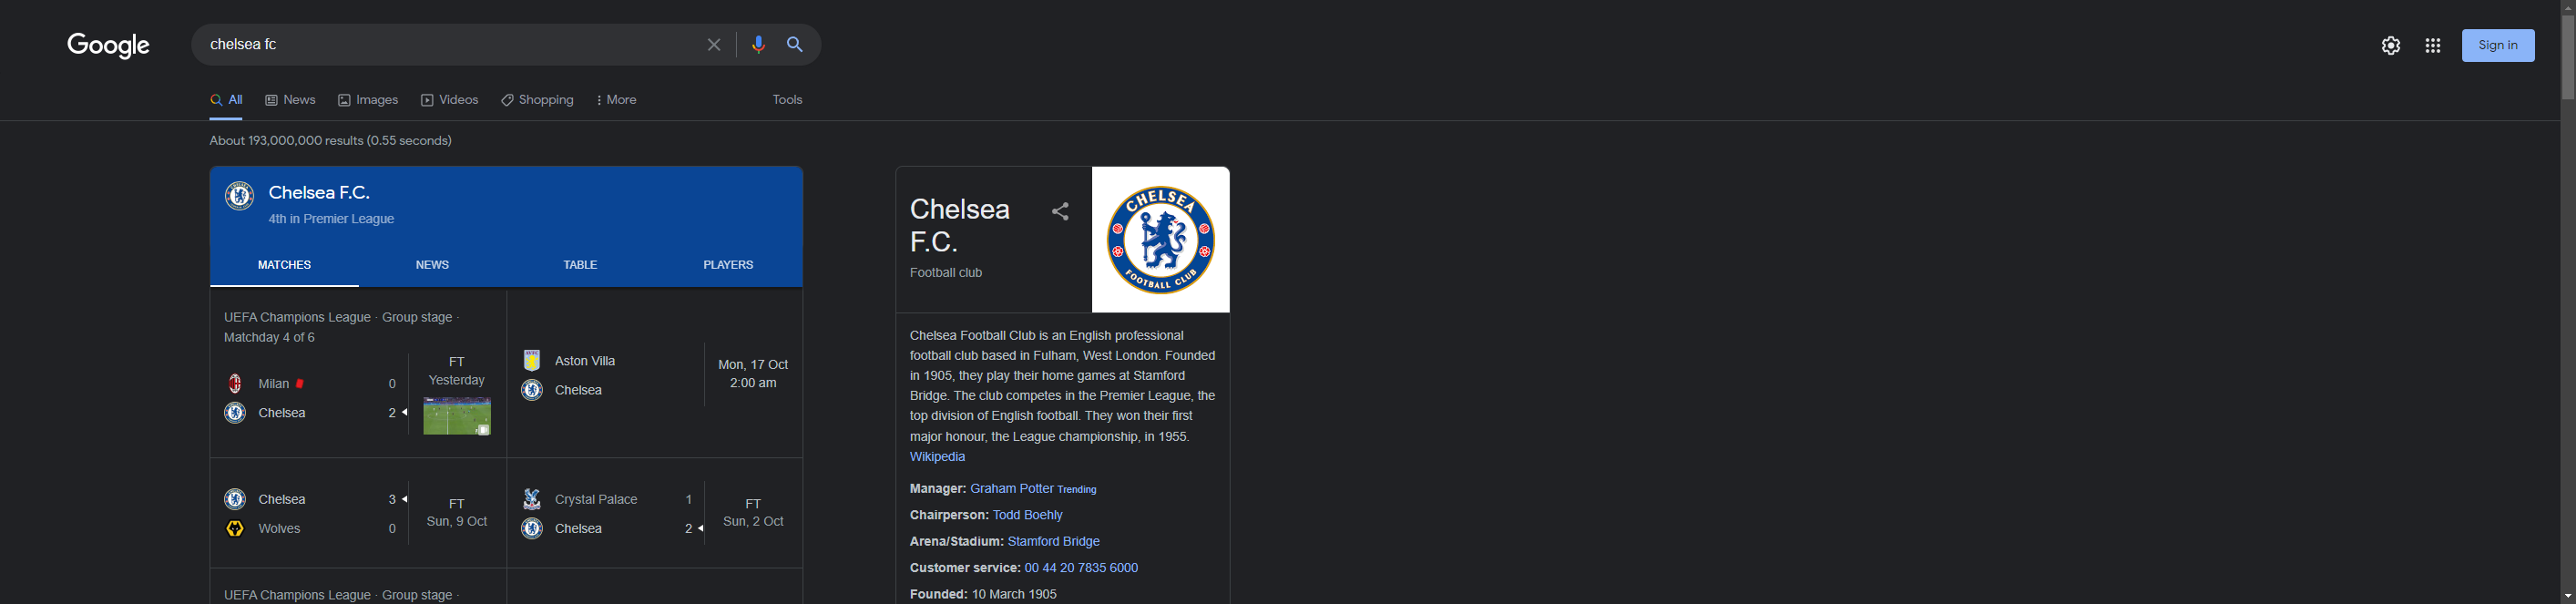 Google
chelsea fc
Sign in
All
News
Images
Videos
Shopping
More
Tools
About 193,000,000 results (0.55 seconds)
Chelsea F.C.
4th in Premier League
MATCHES
NEWS
TABLE
PLAYERS
UEFA Champions League · Group stage ·
Matchday 4 of 6
Milan 0
Chelsea 2
FT
Yesterday
Aston Villa
Chelsea
Mon, 17 Oct
2:00 am
Chelsea 3
Wolves 0
FT
Sun, 9 Oct
Crystal Palace 1
Chelsea 2
FT
Sun, 2 Oct
UEFA Champions League · Group stage ·
Chelsea
F.C.
Football club
CHELSEA
FOOTBALL CLUB
Chelsea Football Club is an English professional
football club based in Fulham, West London. Founded
in 1905, they play their home games at Stamford
Bridge. The club competes in the Premier League, the
top division of English football. They won their first
major honour, the League championship, in 1955.
Wikipedia
Manager: Graham Potter Trending
Chairperson: Todd Boehly
Arena/Stadium: Stamford Bridge
Customer service: 00 44 20 7835 6000
Founded: 10 March 1905